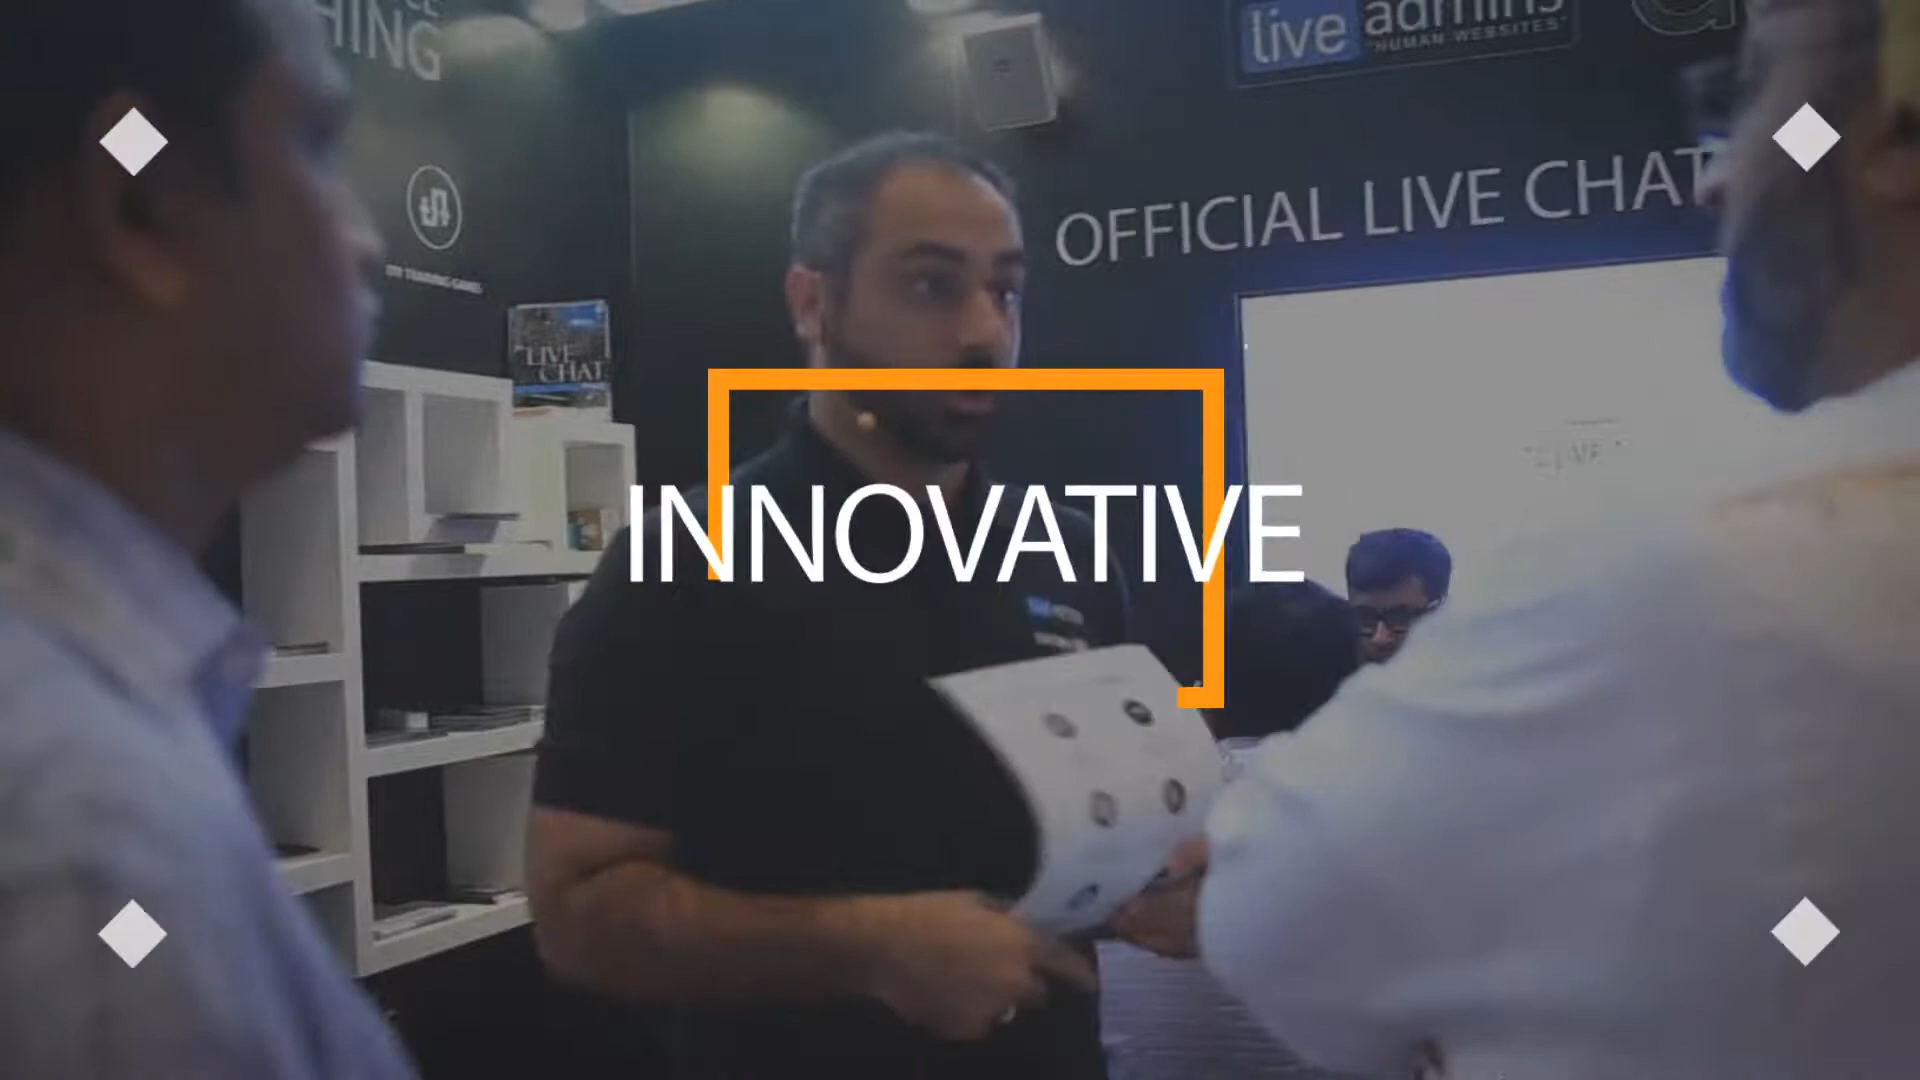 HING
live admins
"HUMAN WEBSITES"
OFFICIAL LIVE CHAT
LIVE
CHAT
INNOVATIVE